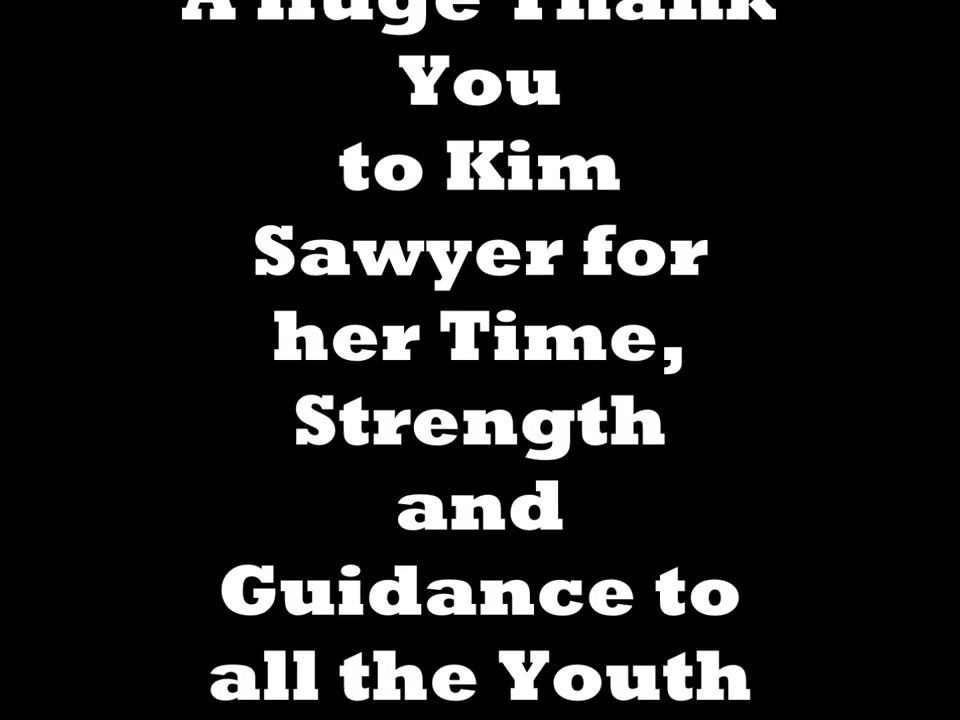 A Huge Thank
You
to Kim
Sawyer for
her Time,
Strength
and
Guidance to
all the Youth